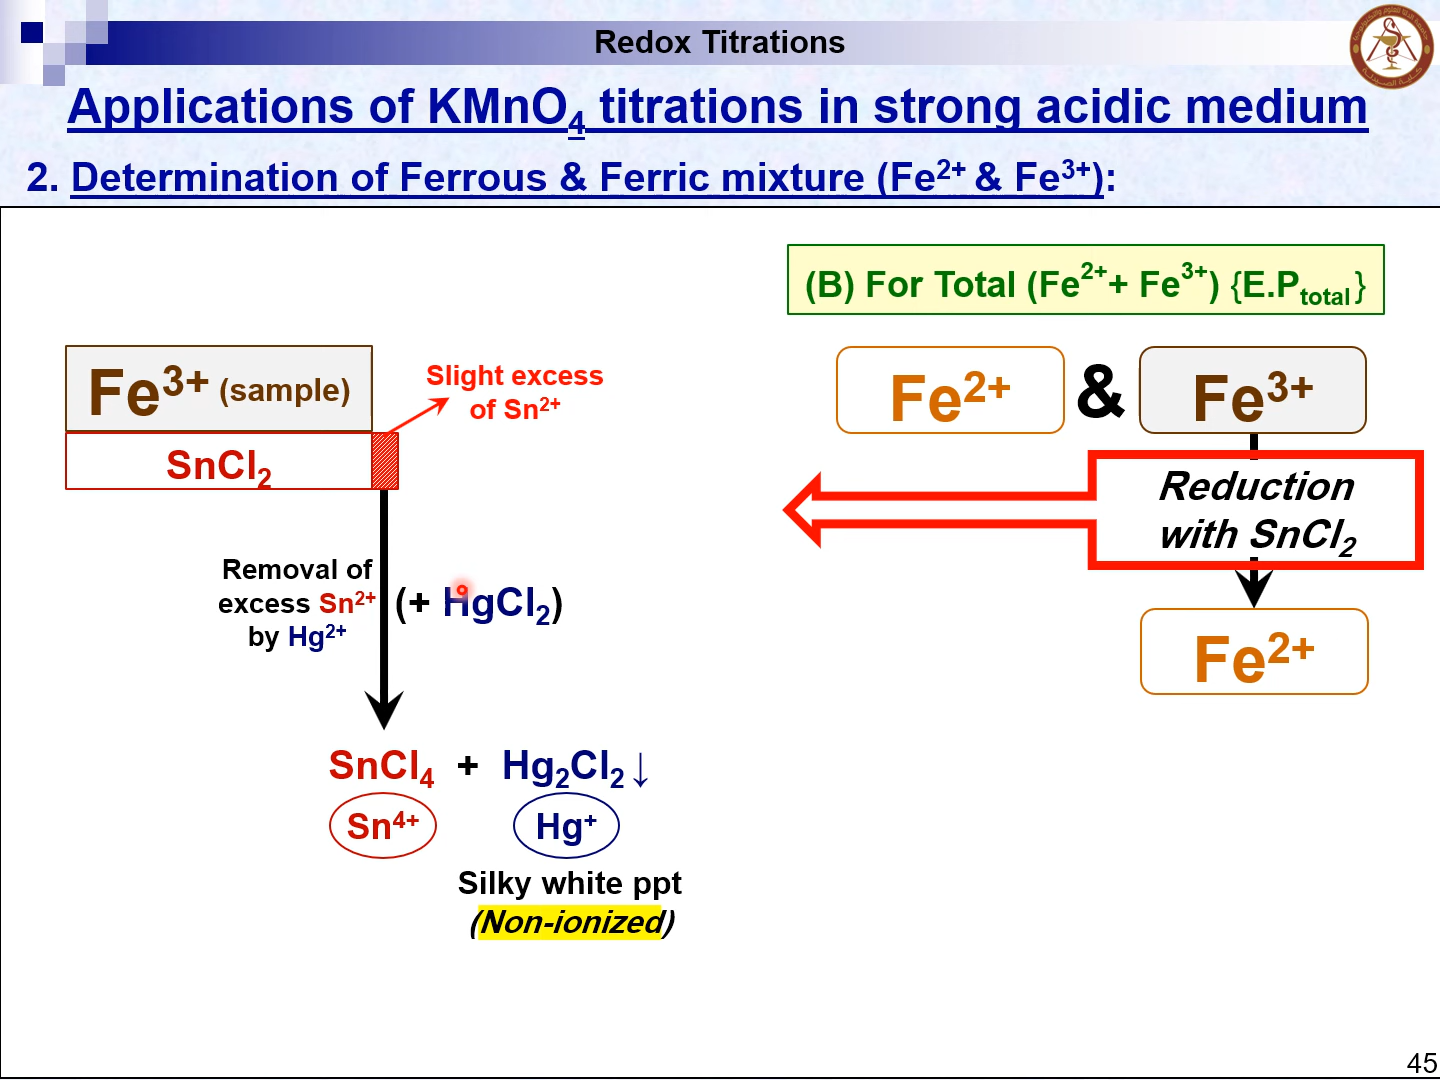 Redox Titrations
Applications of KMnO₄ titrations in strong acidic medium
2. Determination of Ferrous & Ferric mixture (Fe²⁺ & Fe³⁺):
(B) For Total (Fe²⁺+ Fe³⁺) {E.Ptotal}
Fe³⁺ (sample)
SnCl₂
Slight excess
of Sn²⁺
Fe²⁺ & Fe³⁺
Reduction
with SnCl₂
Fe²⁺
Removal of
excess Sn²⁺
by Hg²⁺
(+ HgCl₂)
SnCl₄ + Hg₂Cl₂ ↓
Sn⁴⁺ Hg⁺
Silky white ppt
(Non-ionized)
45